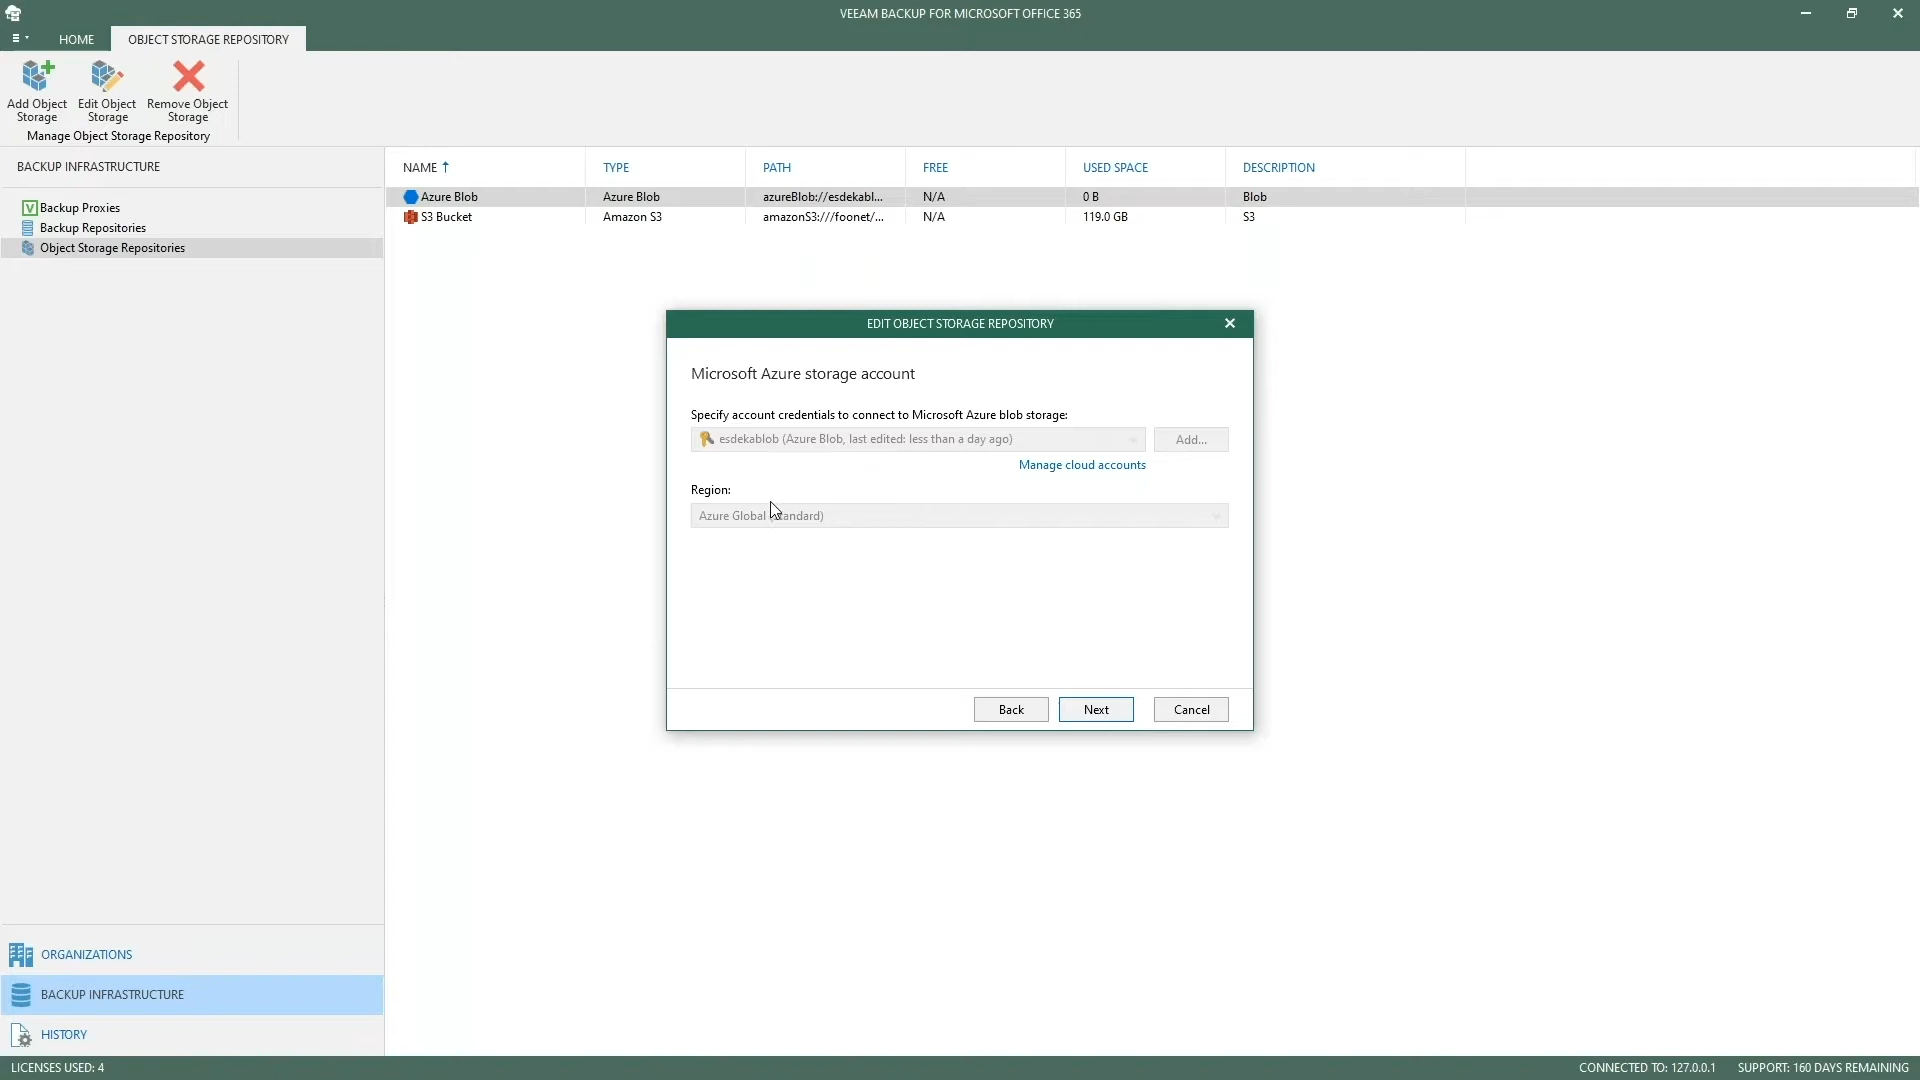 VEEAM BACKUP FOR MICROSOFT OFFICE 365
HOME
OBJECT STORAGE REPOSITORY
Add Object Storage
Edit Object Storage
Remove Object Storage
Manage Object Storage Repository
BACKUP INFRASTRUCTURE
Backup Proxies
Backup Repositories
Object Storage Repositories
NAME TYPE PATH FREE USED SPACE DESCRIPTION
Azure Blob Azure Blob azureBlob://esdekabl... N/A 0 B Blob
S3 Bucket Amazon S3 amazonS3:///foonet/... N/A 119.0 GB S3
EDIT OBJECT STORAGE REPOSITORY
Microsoft Azure storage account
Specify account credentials to connect to Microsoft Azure blob storage:
esdekablob (Azure Blob, last edited: less than a day ago)
Add...
Manage cloud accounts
Region:
Azure Global (Standard)
Back
Next
Cancel
ORGANIZATIONS
BACKUP INFRASTRUCTURE
HISTORY
LICENSES USED: 4
CONNECTED TO: 127.0.0.1
SUPPORT: 160 DAYS REMAINING